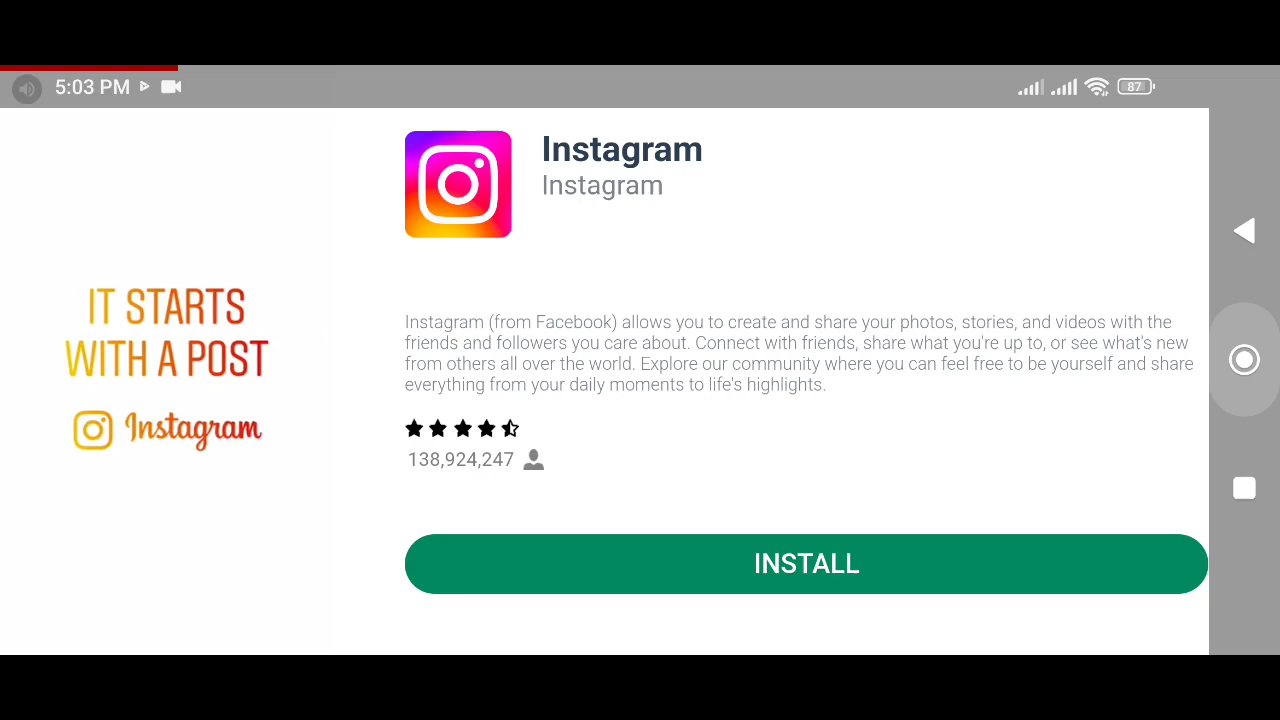 5:03 PM
87
Instagram
Instagram
IT STARTS
WITH A POST
Instagram
Instagram (from Facebook) allows you to create and share your photos, stories, and videos with the
friends and followers you care about. Connect with friends, share what you're up to, or see what's new
from others all over the world. Explore our community where you can feel free to be yourself and share
everything from your daily moments to life's highlights.
138,924,247
INSTALL